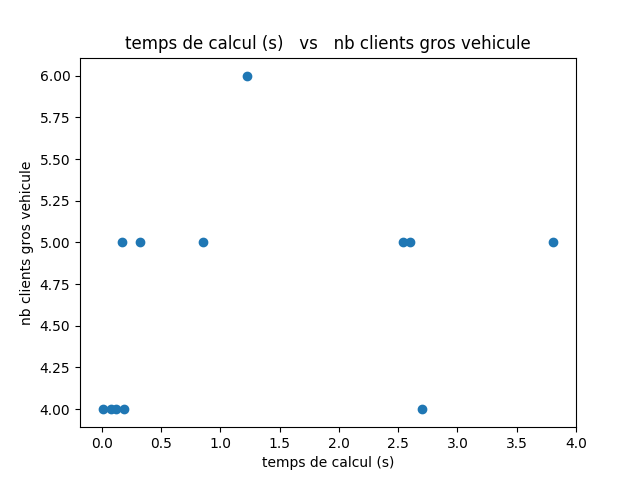 temps de calcul (s)   vs   nb clients gros vehicule
6.00
5.75
5.50
5.25
5.00
4.75
4.50
4.25
4.00
nb clients gros vehicule
0.0 0.5 1.0 1.5 2.0 2.5 3.0 3.5 4.0
temps de calcul (s)